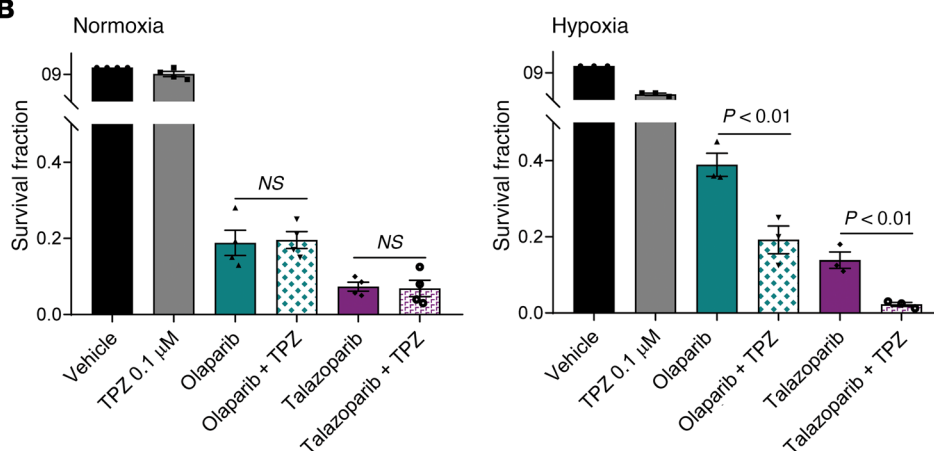 B
Normoxia
Survival fraction
09
0.4
0.2
0.0
NS
NS
Vehicle
TPZ 0.1 µM
Olaparib
Olaparib + TPZ
Talazoparib
Talazoparib + TPZ
Hypoxia
Survival fraction
09
0.4
0.2
0.0
P < 0.01
P < 0.01
Vehicle
TPZ 0.1 µM
Olaparib
Olaparib + TPZ
Talazoparib
Talazoparib + TPZ